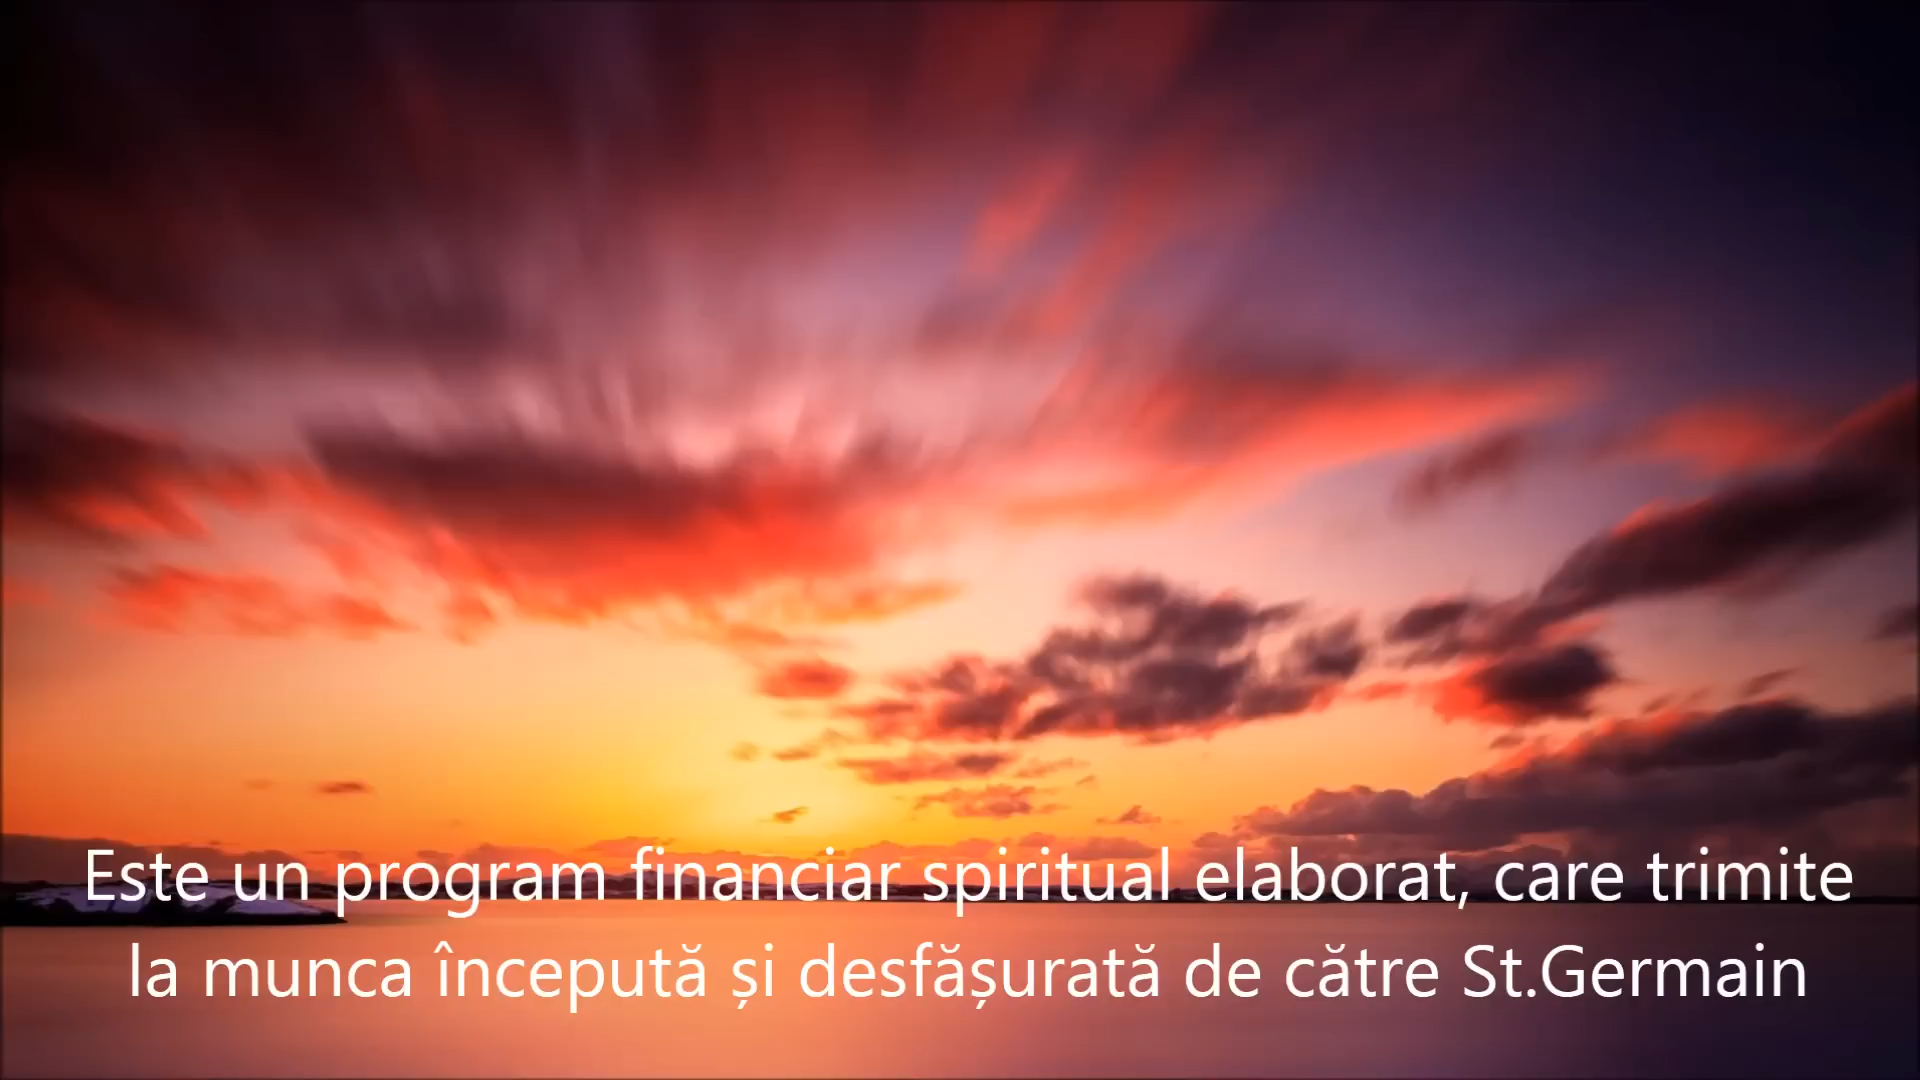 Este un program financiar spiritual elaborat, care trimite
la munca începută și desfășurată de către St.Germain